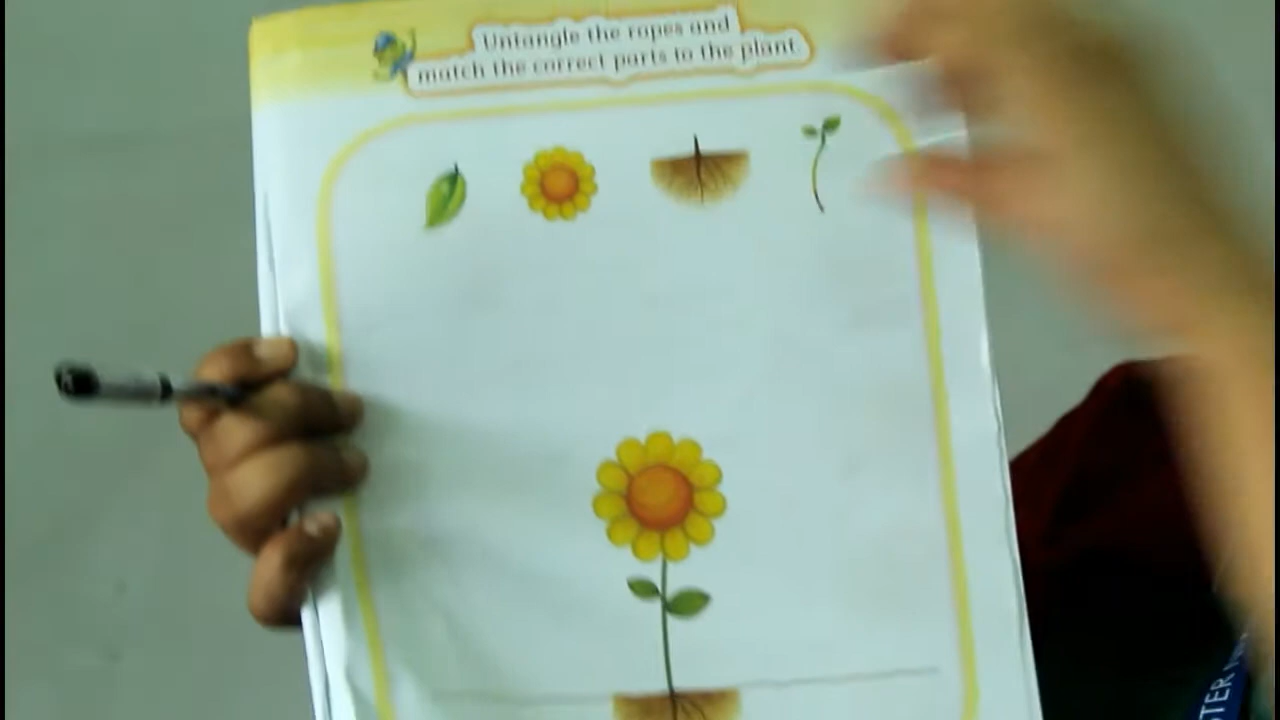 Untangle the ropes and
match the correct parts to the plant.